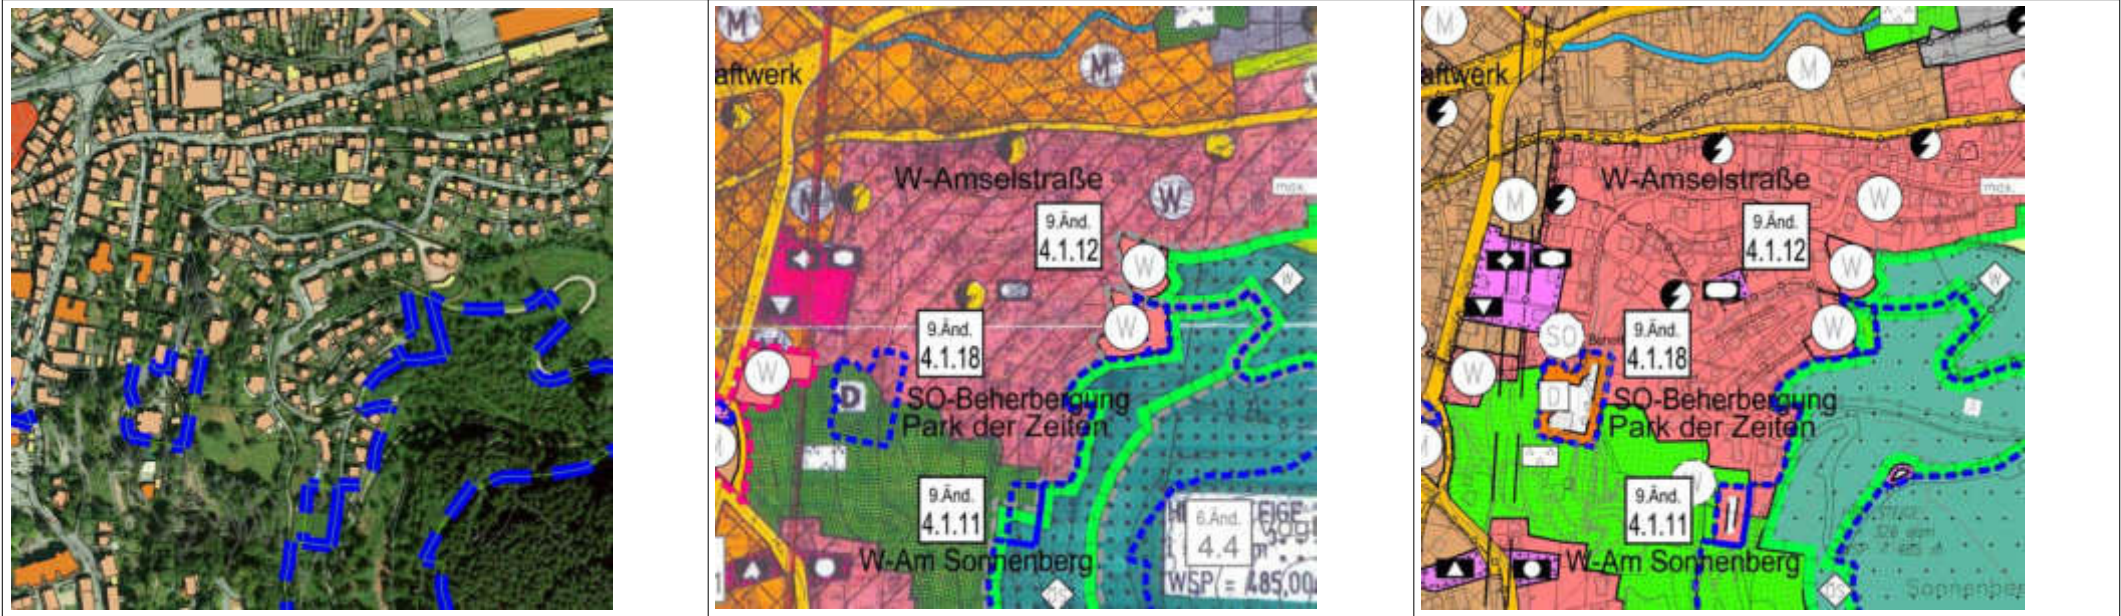 M
aftwerk
M
W-Amselstraße
M
W
max.
9.Änd.
4.1.12
W
W
W
9.Änd.
4.1.18
W
D
SO-Beherbergung
Park der Zeiten
9.Änd.
4.1.11
6.Änd.
4.4
W-Am Sonnenberg
WSP = 485,00
M
aftwerk
M
W-Amselstraße
M
W
max.
9.Änd.
4.1.12
W
W
SO
9.Änd.
4.1.18
W
W
D
SO-Beherbergung
Park der Zeiten
9.Änd.
4.1.11
W-Am Sonnenberg